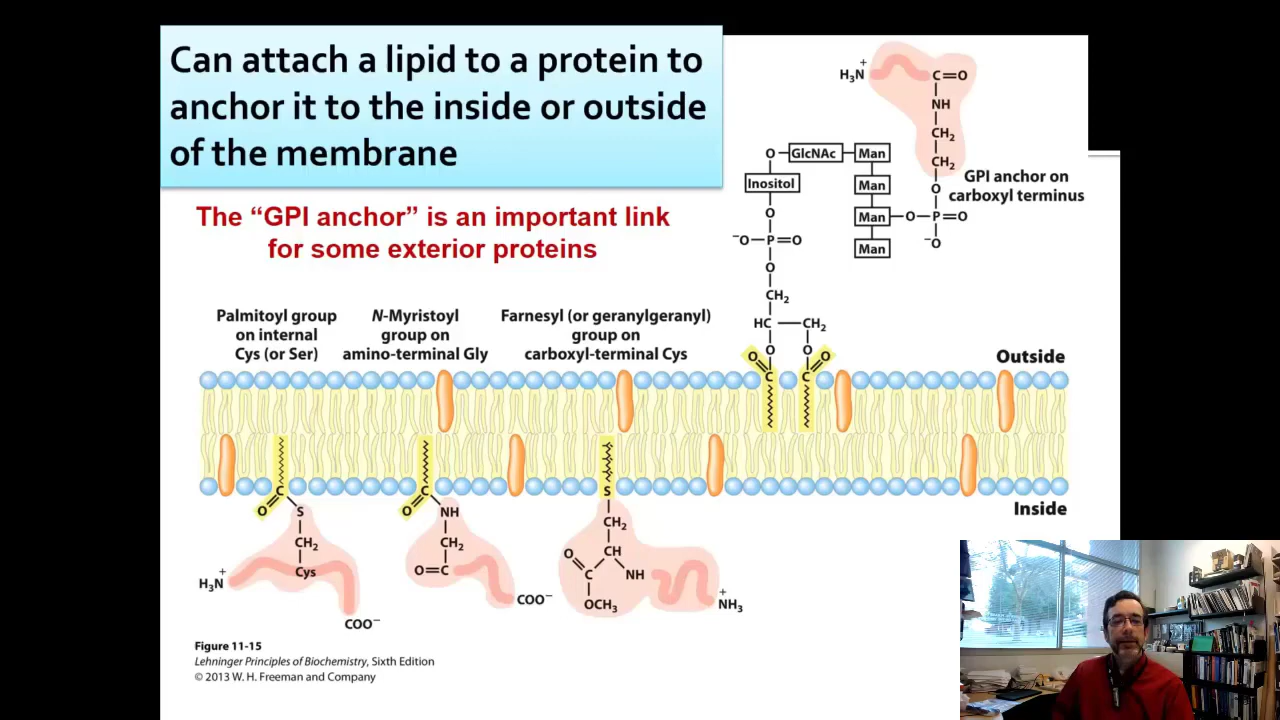 Can attach a lipid to a protein to
anchor it to the inside or outside
of the membrane
The “GPI anchor” is an important link
for some exterior proteins
H₃N⁺
C=O
NH
CH₂
CH₂
O
GPI anchor on
carboxyl terminus
O
GlcNAc
Man
Inositol
Man
Man
O
P=O
⁻O
Man
O
⁻O—P=O
O
CH₂
HC—CH₂
O
O
O
O
C
C
Palmitoyl group
on internal
Cys (or Ser)
N-Myristoyl
group on
amino-terminal Gly
Farnesyl (or geranylgeranyl)
group on
carboxyl-terminal Cys
Outside
Inside
C
O
S
CH₂
Cys
H₃N⁺
COO⁻
C
O
NH
CH₂
O=C
COO⁻
S
CH₂
CH
O
C
NH
OCH₃
⁺NH₃
Figure 11-15
Lehninger Principles of Biochemistry, Sixth Edition
© 2013 W. H. Freeman and Company